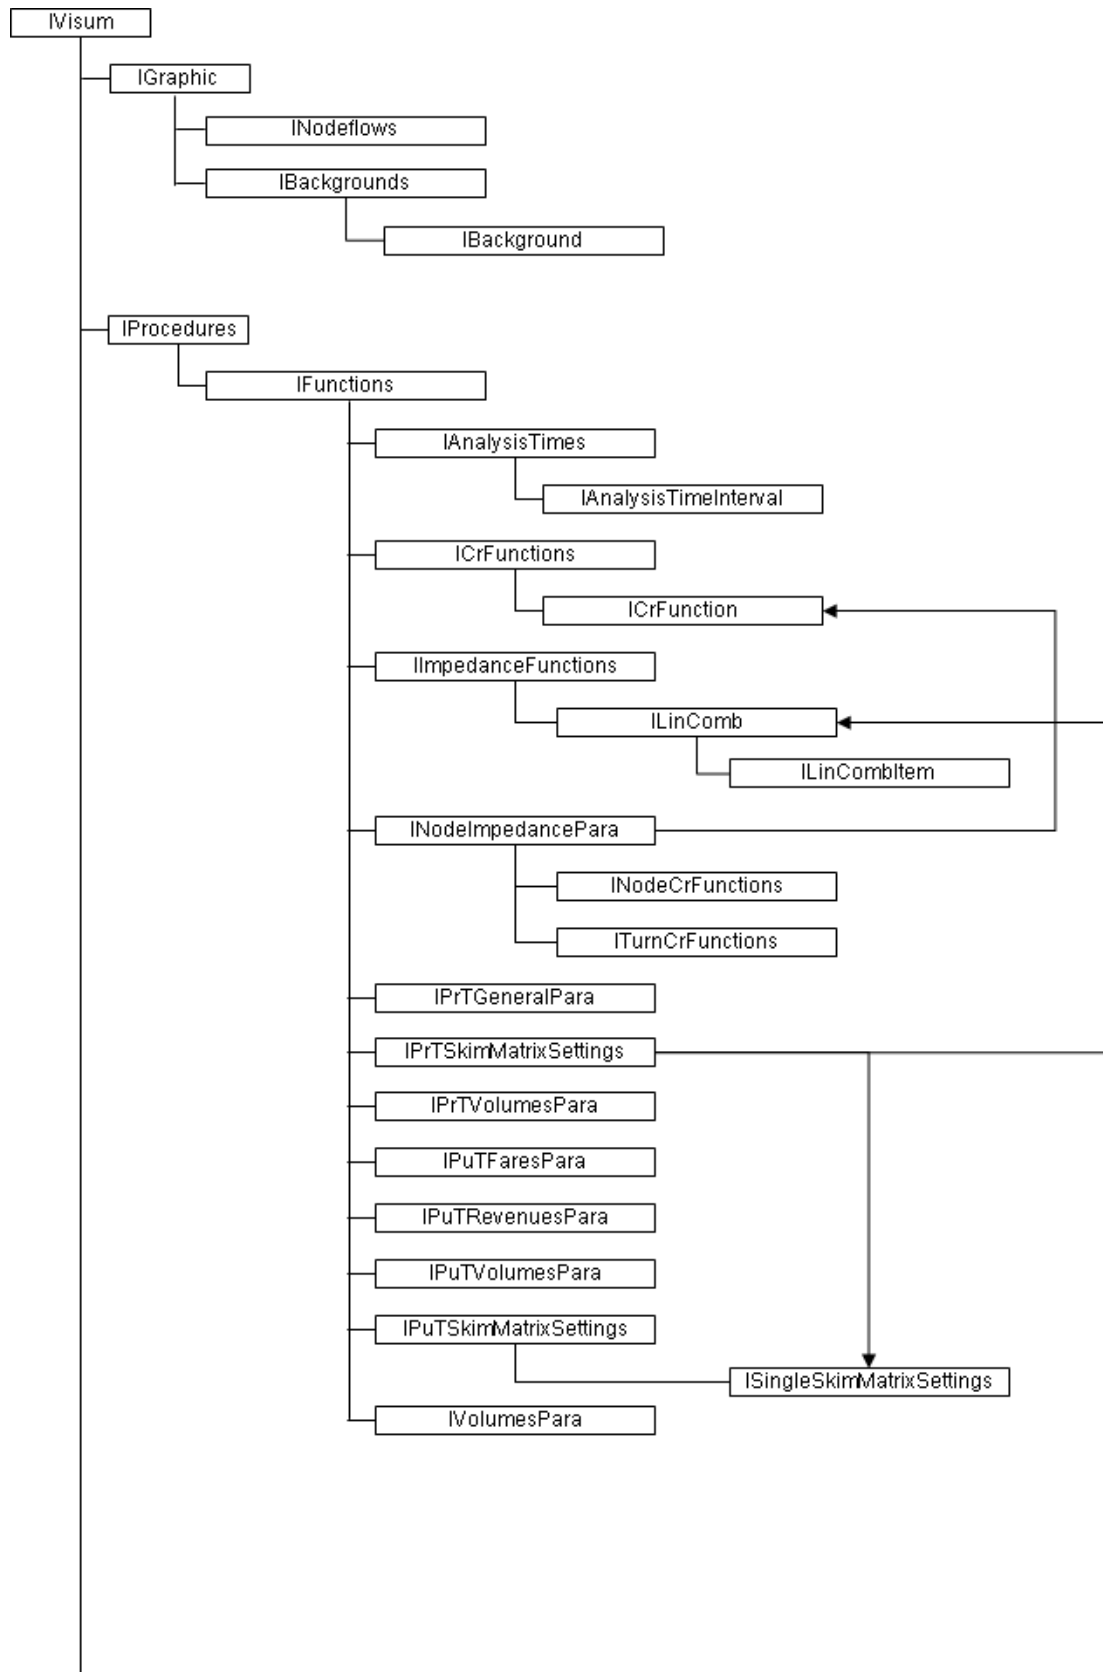 IVisum
IGraphic
INodeflows
IBackgrounds
IBackground
IProcedures
IFunctions
IAnalysisTimes
IAnalysisTimeInterval
ICrFunctions
ICrFunction
IImpedanceFunctions
ILinComb
ILinCombItem
INodeImpedancePara
INodeCrFunctions
ITurnCrFunctions
IPrTGeneralPara
IPrTSkimMatrixSettings
IPrTVolumesPara
IPuTFaresPara
IPuTRevenuesPara
IPuTVolumesPara
IPuTSkimMatrixSettings
ISingleSkimMatrixSettings
IVolumesPara